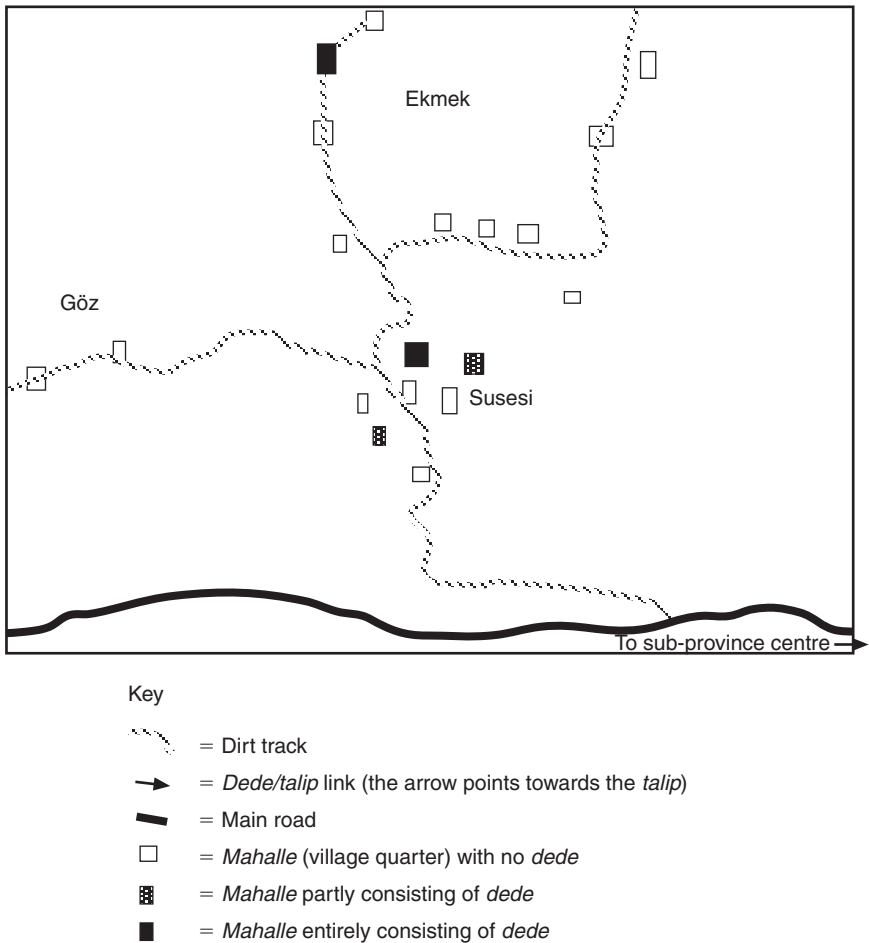 Ekmek
Göz
Susesi
To sub-province centre
Key
= Dirt track
= Dede/talip link (the arrow points towards the talip)
= Main road
= Mahalle (village quarter) with no dede
= Mahalle partly consisting of dede
= Mahalle entirely consisting of dede